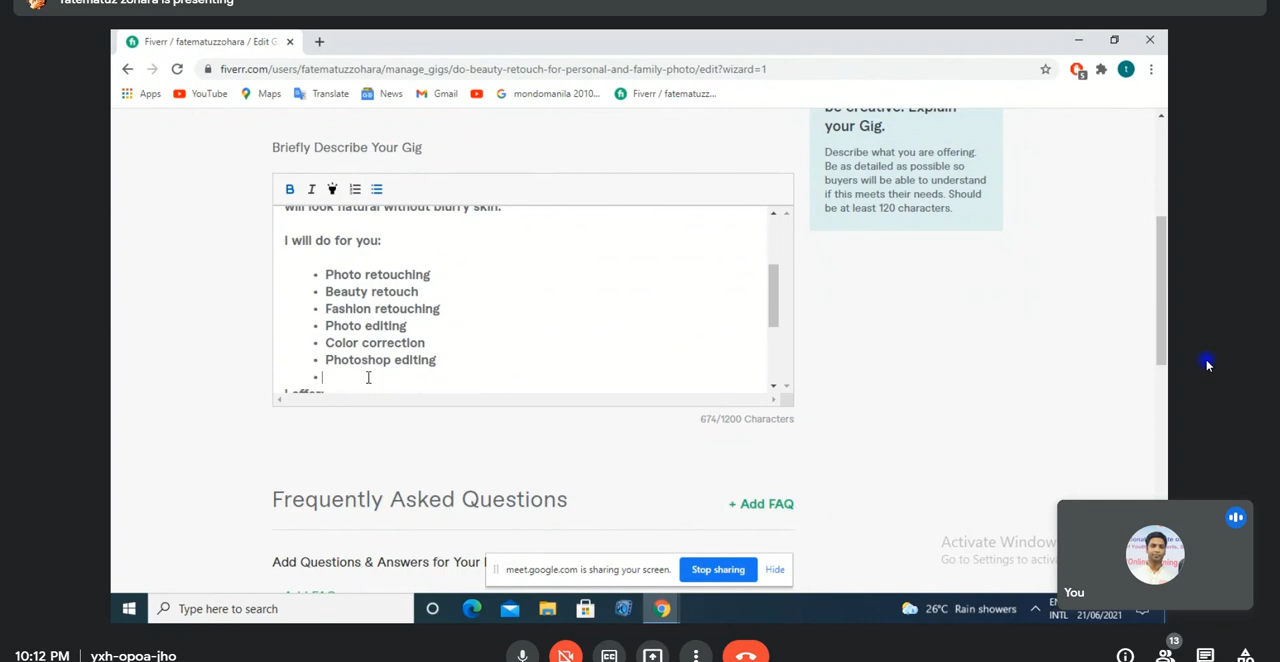 fatematuz zohara is presenting
Fiverr / fatematuzzohara / Edit G
fiverr.com/users/fatematuzzohara/manage_gigs/do-beauty-retouch-for-personal-and-family-photo/edit?wizard=1
5
t
Apps YouTube Maps Translate News Gmail mondomanila 2010... Fiverr / fatematuzz...
be creative. Explain
your Gig.
Describe what you are offering.
Be as detailed as possible so
buyers will be able to understand
if this meets their needs. Should
be at least 120 characters.
Briefly Describe Your Gig
B I
will look natural without blurry skin.
I will do for you:
• Photo retouching
• Beauty retouch
• Fashion retouching
• Photo editing
• Color correction
• Photoshop editing
•
I offer:
674/1200 Characters
Frequently Asked Questions
+ Add FAQ
Add Questions & Answers for Your
+ Add FAQ
meet.google.com is sharing your screen. Stop sharing Hide
Activate Window
Go to Settings to activ
You
Type here to search
26°C Rain showers
INTL 21/06/2021
10:12 PM | yxh-opoa-jho
13